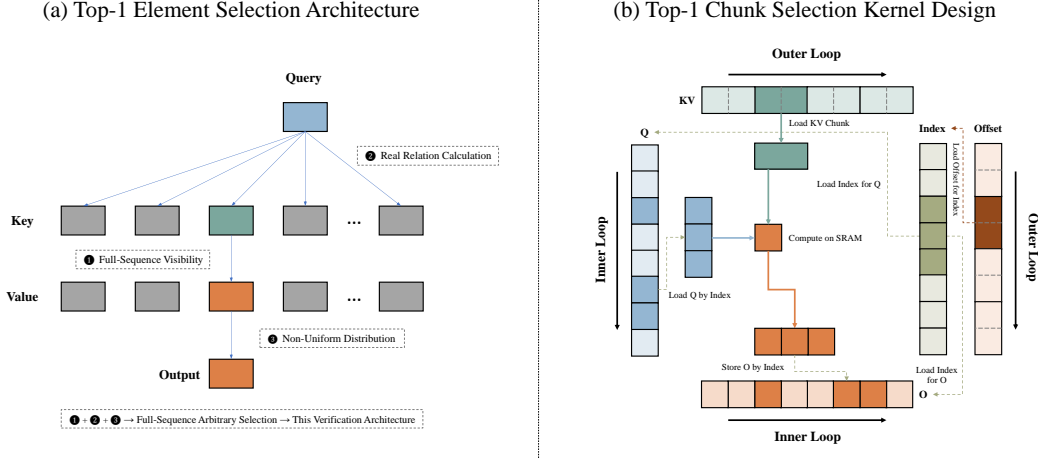 (a) Top-1 Element Selection Architecture
Query
❷ Real Relation Calculation
Key
...
❶ Full-Sequence Visibility
Value
...
❸ Non-Uniform Distribution
Output
❶ + ❷ + ❸ → Full-Sequence Arbitrary Selection → This Verification Architecture
(b) Top-1 Chunk Selection Kernel Design
Outer Loop
KV
Load KV Chunk
Q
Index
Offset
Load Offset for Index
Load Index for Q
Inner Loop
Compute on SRAM
Outer Loop
Load Q by Index
Store O by Index
Load Index
for O
O
Inner Loop